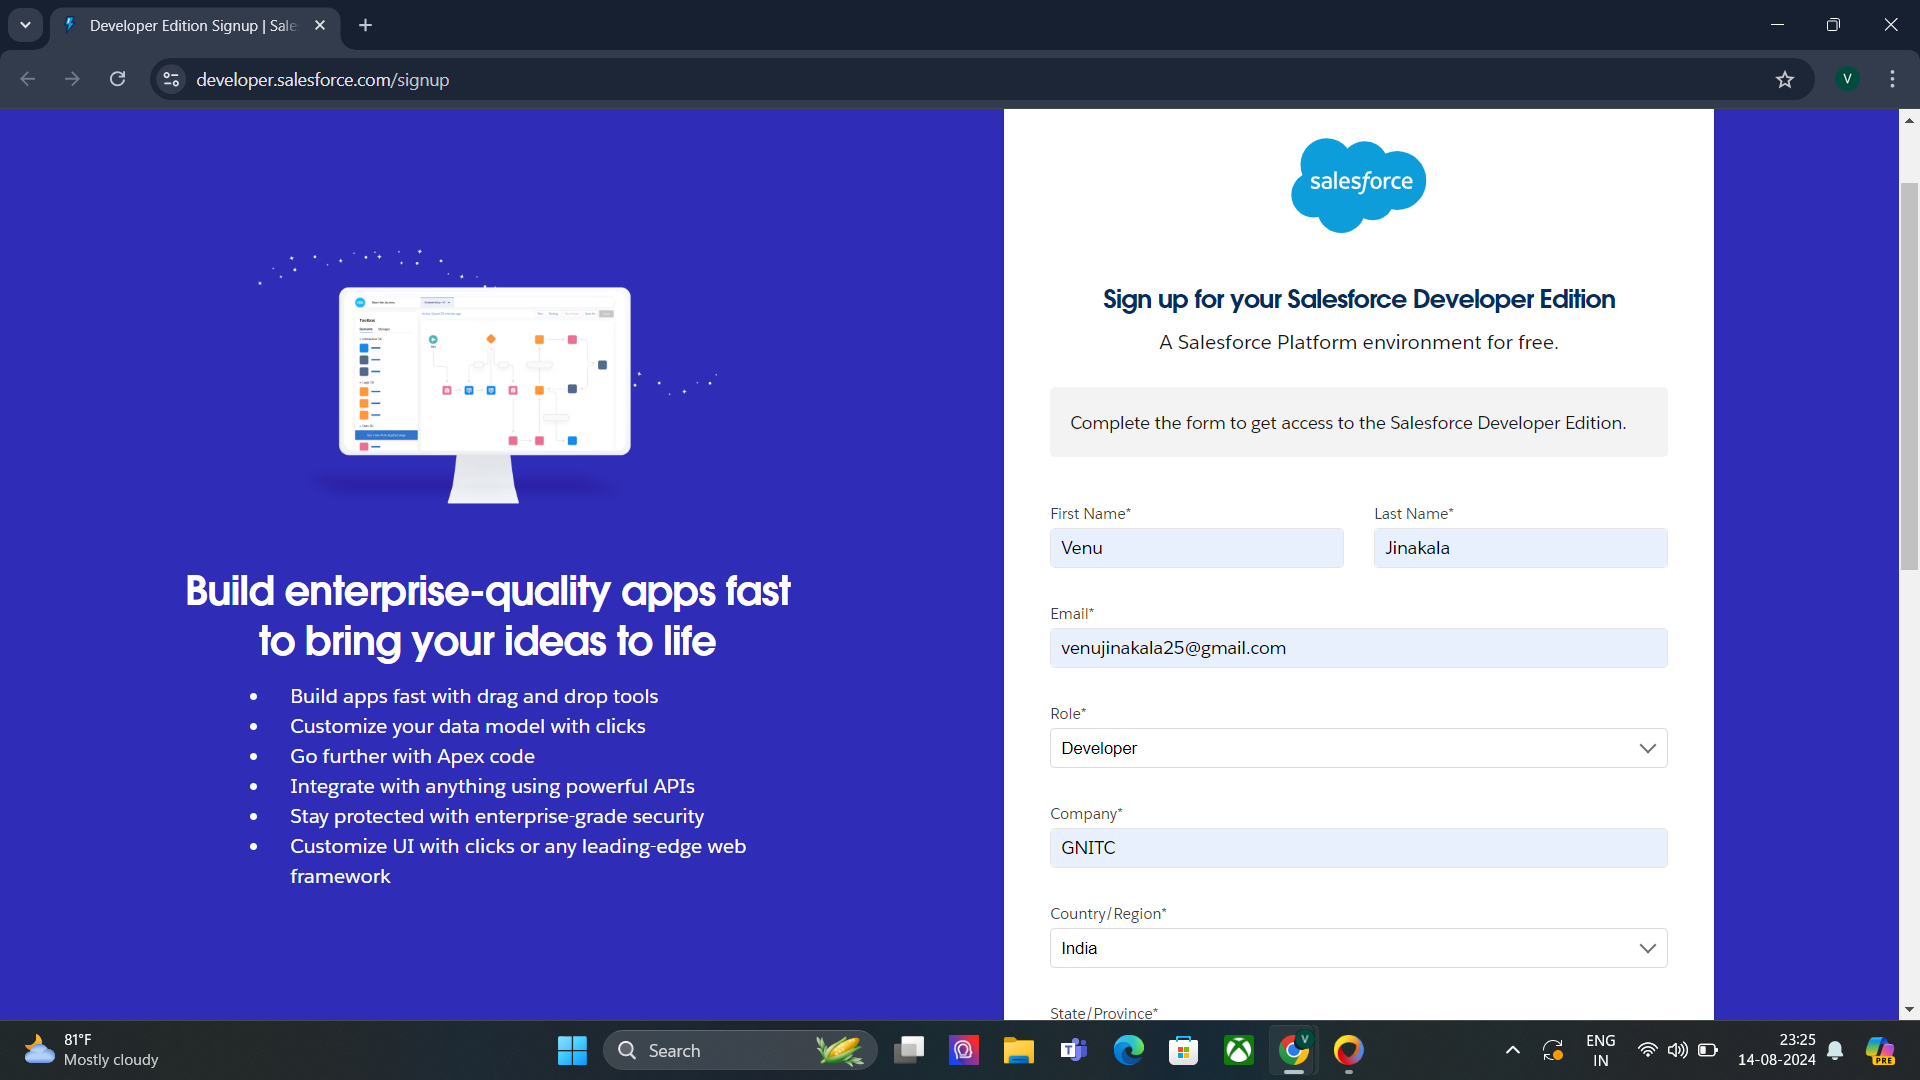 Developer Edition Signup | Sale
developer.salesforce.com/signup
V
salesforce
Sign up for your Salesforce Developer Edition
A Salesforce Platform environment for free.
Complete the form to get access to the Salesforce Developer Edition.
First Name*
Last Name*
Venu
Jinakala
Email*
venujinakala25@gmail.com
Role*
Developer
Company*
GNITC
Country/Region*
India
State/Province*
Toolbox
Build enterprise-quality apps fast
to bring your ideas to life
• Build apps fast with drag and drop tools
• Customize your data model with clicks
• Go further with Apex code
• Integrate with anything using powerful APIs
• Stay protected with enterprise-grade security
• Customize UI with clicks or any leading-edge web
framework
81°F
Mostly cloudy
Search
V
ENG
IN
23:25
14-08-2024
PRE